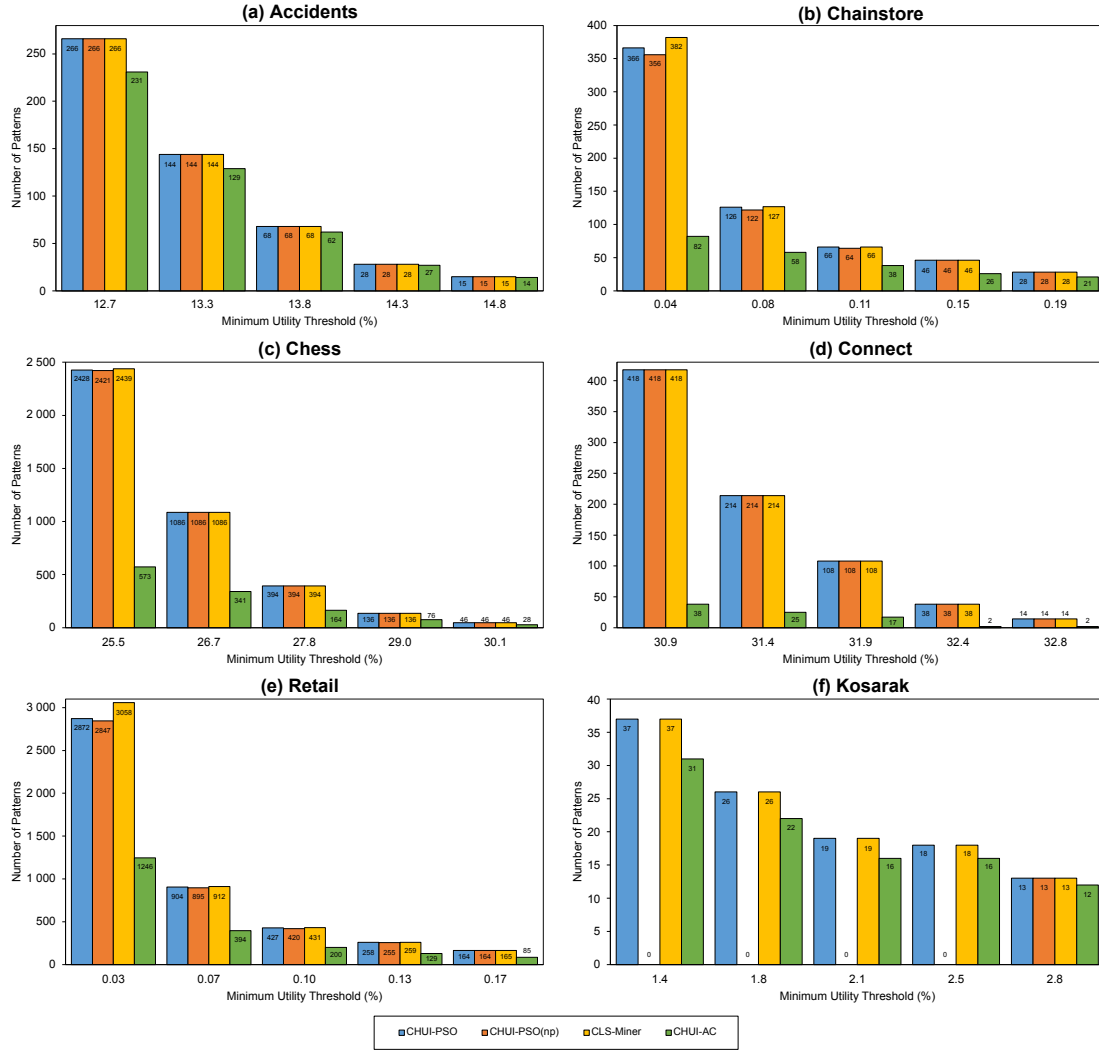 (a) Accidents
Number of Patterns
250
200
150
100
50
0
266 266 266 231
144 144 144 129
68 68 68 62
28 28 28 27
15 15 15 14
12.7 13.3 13.8 14.3 14.8
Minimum Utility Threshold (%)
(b) Chainstore
Number of Patterns
400
350
300
250
200
150
100
50
0
366 356 382 82
126 122 127 58
66 64 66 38
46 46 46 26
28 28 28 21
0.04 0.08 0.11 0.15 0.19
Minimum Utility Threshold (%)
(c) Chess
Number of Patterns
2 500
2 000
1 500
1 000
500
0
2428 2421 2439 573
1086 1086 1086 341
394 394 394 164
136 136 136 76
46 46 46 28
25.5 26.7 27.8 29.0 30.1
Minimum Utility Threshold (%)
(d) Connect
Number of Patterns
400
350
300
250
200
150
100
50
0
418 418 418 38
214 214 214 25
108 108 108 17
38 38 38 2
14 14 14 2
30.9 31.4 31.9 32.4 32.8
Minimum Utility Threshold (%)
(e) Retail
Number of Patterns
3 000
2 500
2 000
1 500
1 000
500
0
2872 2847 3058 1246
904 895 912 394
427 420 431 200
258 255 259 129
164 164 165 85
0.03 0.07 0.10 0.13 0.17
Minimum Utility Threshold (%)
(f) Kosarak
Number of Patterns
40
35
30
25
20
15
10
5
0
37 0 37 31
26 0 26 22
19 0 19 16
18 0 18 16
13 13 13 12
1.4 1.8 2.1 2.5 2.8
Minimum Utility Threshold (%)
CHUI-PSO CHUI-PSO(np) CLS-Miner CHUI-AC